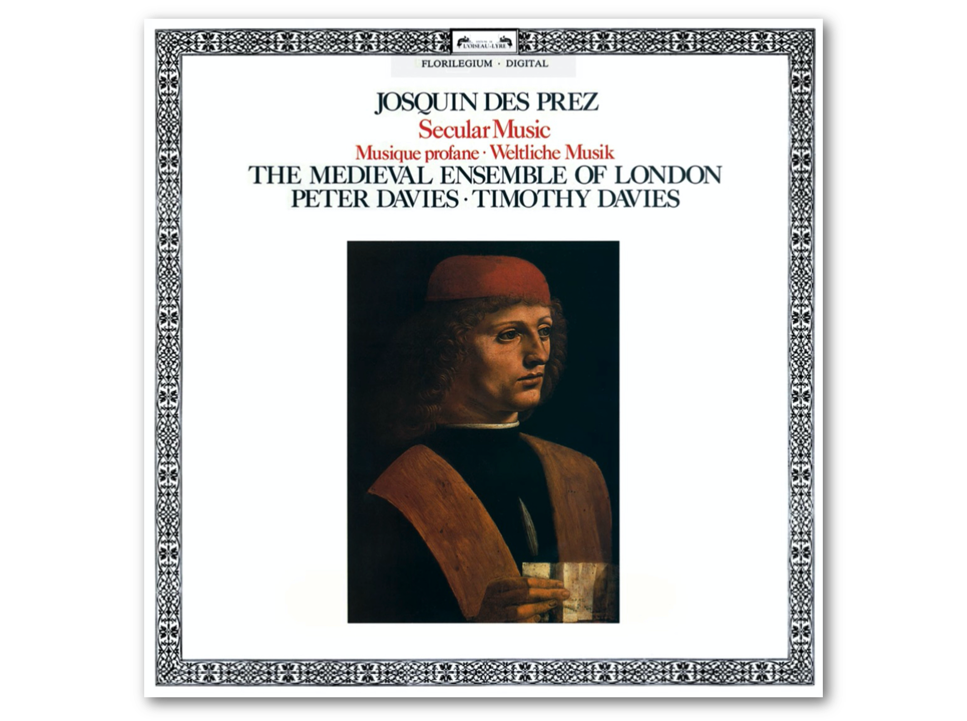 L'OISEAU-LYRE
FLORILEGIUM · DIGITAL
JOSQUIN DES PREZ
Secular Music
Musique profane · Weltliche Musik
THE MEDIEVAL ENSEMBLE OF LONDON
PETER DAVIES · TIMOTHY DAVIES